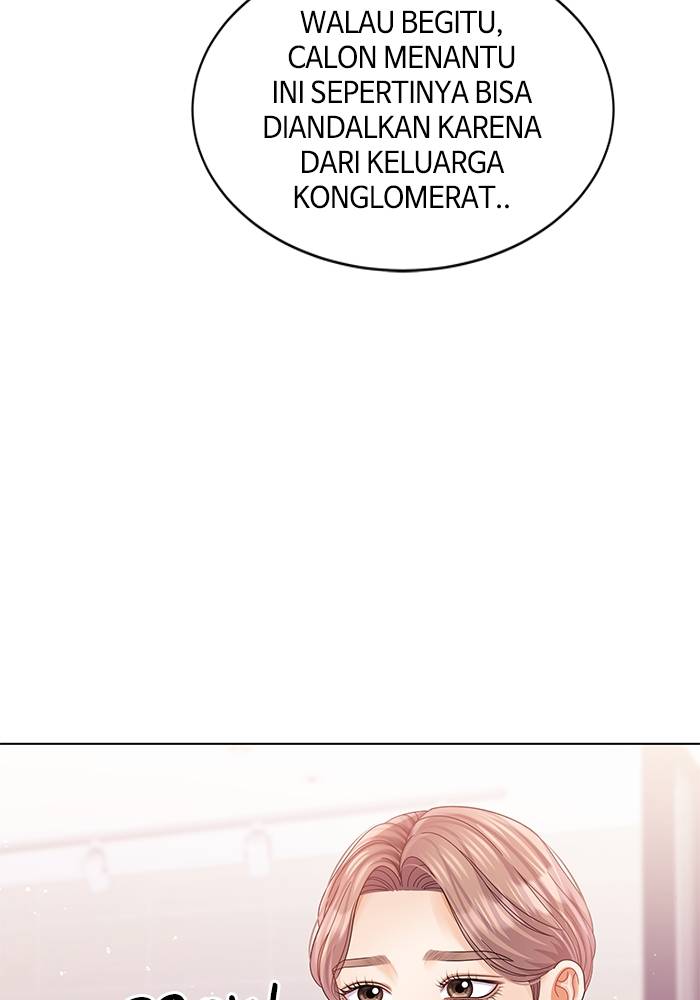 WALAU BEGITU,
CALON MENANTU
INI SEPERTINYA BISA
DIANDALKAN KARENA
DARI KELUARGA
KONGLOMERAT..